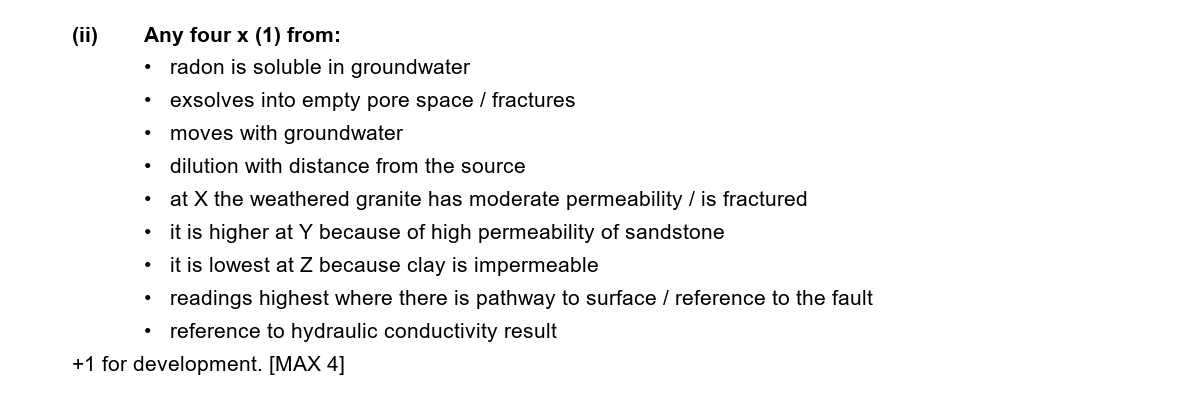 (ii) Any four x (1) from:
• radon is soluble in groundwater
• exsolves into empty pore space / fractures
• moves with groundwater
• dilution with distance from the source
• at X the weathered granite has moderate permeability / is fractured
• it is higher at Y because of high permeability of sandstone
• it is lowest at Z because clay is impermeable
• readings highest where there is pathway to surface / reference to the fault
• reference to hydraulic conductivity result
+1 for development. [MAX 4]